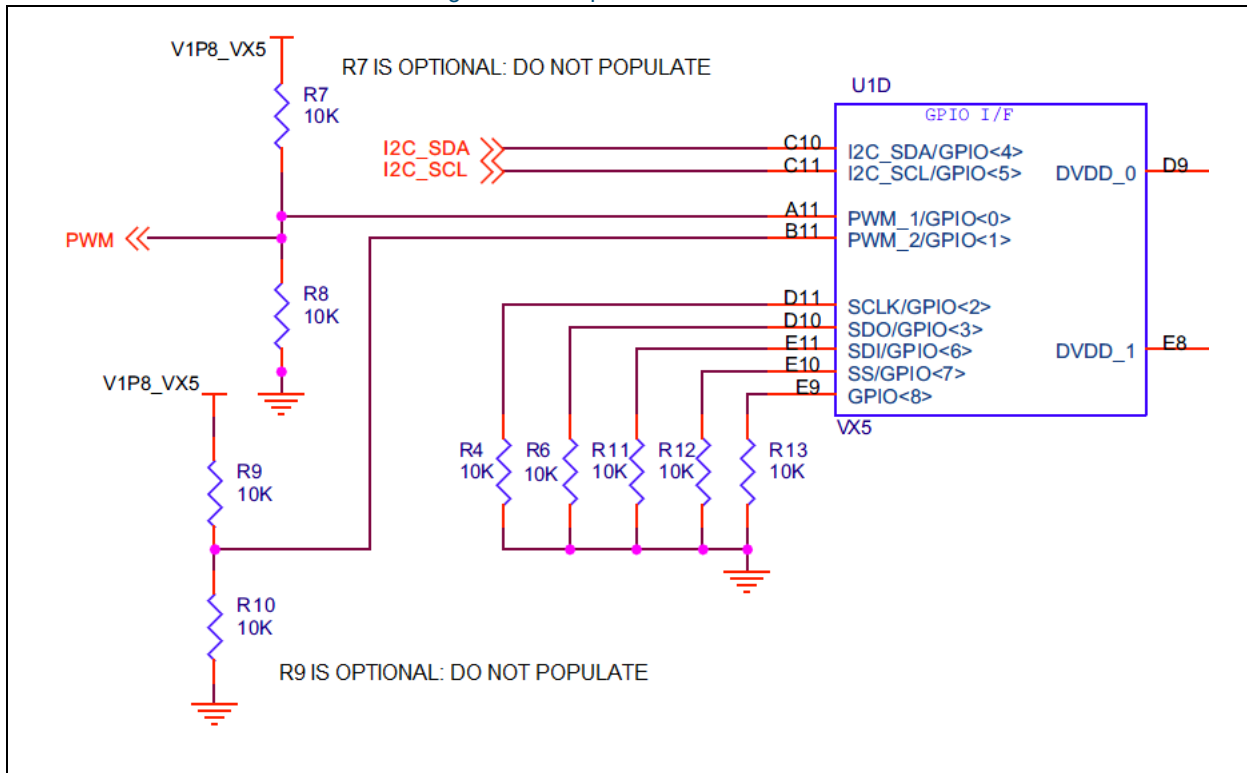 V1P8_VX5
R7 IS OPTIONAL: DO NOT POPULATE
R7
10K
U1D
GPIO I/F
I2C_SDA
I2C_SCL
C10
C11
I2C_SDA/GPIO<4>
I2C_SCL/GPIO<5>
DVDD_0
D9
PWM
A11
B11
PWM_1/GPIO<0>
PWM_2/GPIO<1>
R8
10K
D11
D10
E11
E10
E9
SCLK/GPIO<2>
SDO/GPIO<3>
SDI/GPIO<6>
SS/GPIO<7>
GPIO<8>
DVDD_1
E8
VX5
V1P8_VX5
R9
10K
R4
10K
R6
10K
R11
10K
R12
10K
R13
10K
R10
10K
R9 IS OPTIONAL: DO NOT POPULATE